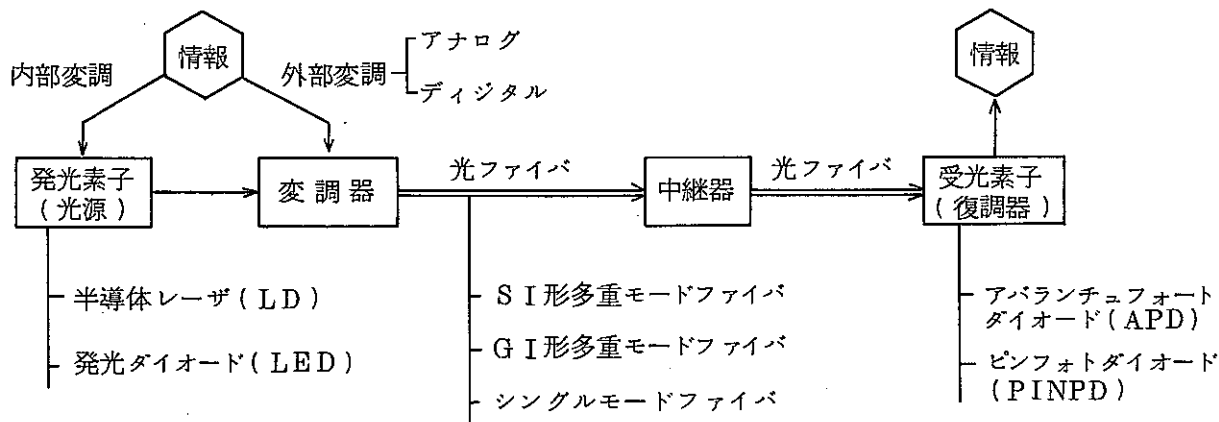 情報
内部変調
外部変調
アナログ
ディジタル
情報
発光素子
(光源)
変調器
光ファイバ
中継器
光ファイバ
受光素子
(復調器)
半導体レーザ(LD)
発光ダイオード(LED)
SI形多重モードファイバ
GI形多重モードファイバ
シングルモードファイバ
アバランチュフォート
ダイオード(APD)
ピンフォトダイオード
(PINPD)